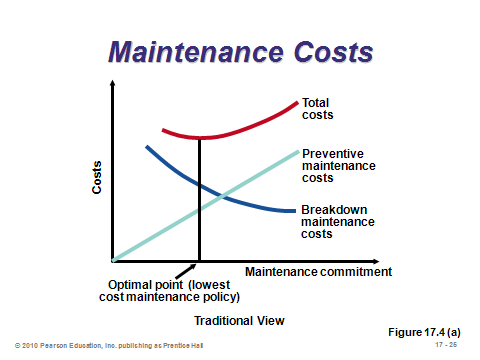 Maintenance Costs
Total
costs
Preventive
maintenance
costs
Costs
Breakdown
maintenance
costs
Maintenance commitment
Optimal point (lowest
cost maintenance policy)
Traditional View
Figure 17.4 (a)
© 2010 Pearson Education, Inc. publishing as Prentice Hall
17 - 25